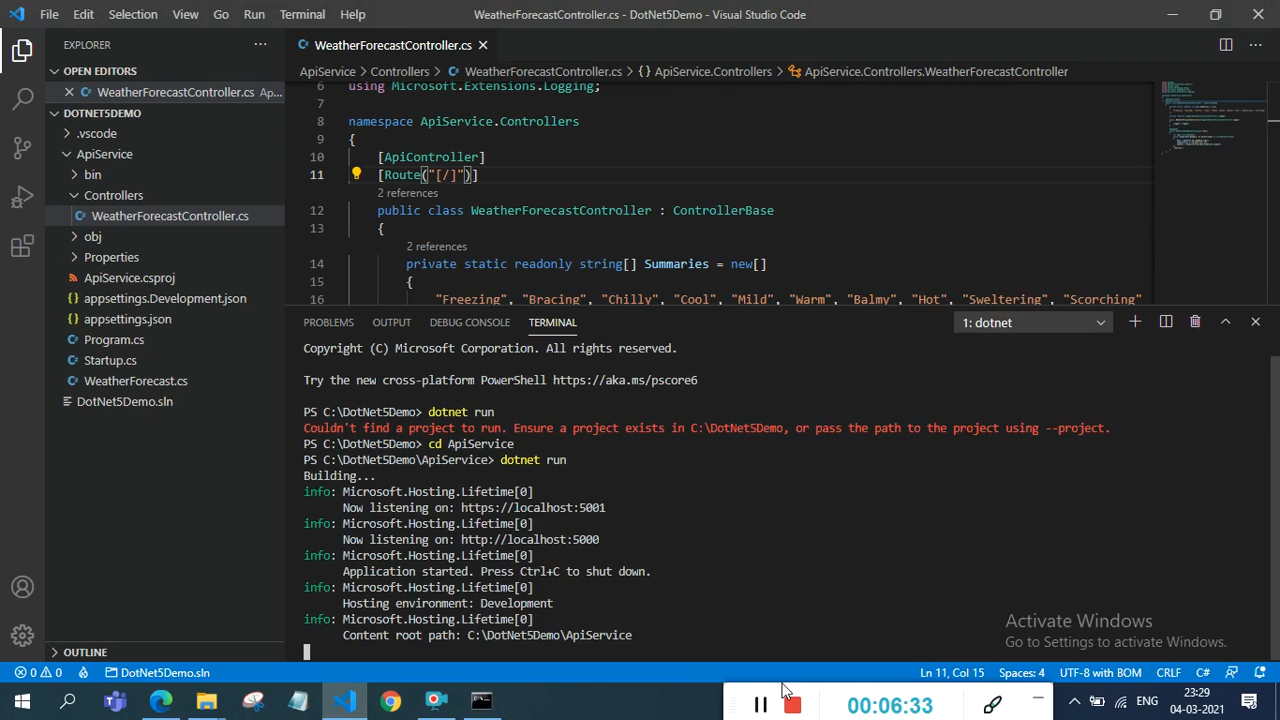 File Edit Selection View Go Run Terminal Help WeatherForecastController.cs - DotNet5Demo - Visual Studio Code
EXPLORER
OPEN EDITORS
WeatherForecastController.cs Ap...
DOTNET5DEMO
.vscode
ApiService
bin
Controllers
WeatherForecastController.cs
obj
Properties
ApiService.csproj
appsettings.Development.json
appsettings.json
Program.cs
Startup.cs
WeatherForecast.cs
DotNet5Demo.sln
OUTLINE
WeatherForecastController.cs
ApiService > Controllers > WeatherForecastController.cs > {} ApiService.Controllers > ApiService.Controllers.WeatherForecastController
6 using Microsoft.Extensions.Logging;
7
8 namespace ApiService.Controllers
9 {
10 [ApiController]
11 [Route("[/]")]
2 references
12 public class WeatherForecastController : ControllerBase
13 {
2 references
14 private static readonly string[] Summaries = new[]
15 {
16 "Freezing", "Bracing", "Chilly", "Cool", "Mild", "Warm", "Balmy", "Hot", "Sweltering", "Scorching"
PROBLEMS OUTPUT DEBUG CONSOLE TERMINAL 1: dotnet
Copyright (C) Microsoft Corporation. All rights reserved.
Try the new cross-platform PowerShell https://aka.ms/pscore6
PS C:\DotNet5Demo> dotnet run
Couldn't find a project to run. Ensure a project exists in C:\DotNet5Demo, or pass the path to the project using --project.
PS C:\DotNet5Demo> cd ApiService
PS C:\DotNet5Demo\ApiService> dotnet run
Building...
info: Microsoft.Hosting.Lifetime[0]
Now listening on: https://localhost:5001
info: Microsoft.Hosting.Lifetime[0]
Now listening on: http://localhost:5000
info: Microsoft.Hosting.Lifetime[0]
Application started. Press Ctrl+C to shut down.
info: Microsoft.Hosting.Lifetime[0]
Hosting environment: Development
info: Microsoft.Hosting.Lifetime[0]
Content root path: C:\DotNet5Demo\ApiService
Activate Windows
Go to Settings to activate Windows.
0 0 DotNet5Demo.sln Ln 11, Col 15 Spaces: 4 UTF-8 with BOM CRLF C#
00:06:33
ENG
23:29
04-03-2021